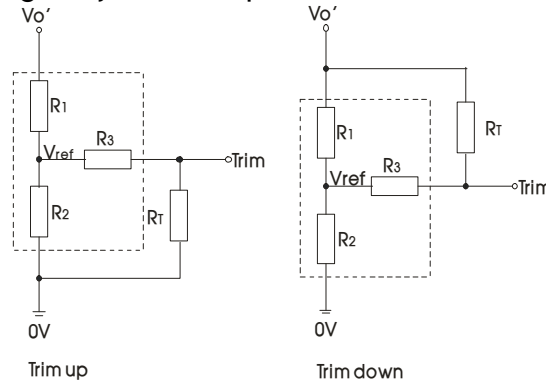 Vo'
R1
Vref
R3
Trim
R2
RT
0V
Trim up
Vo'
R1
RT
Vref
R3
Trim
R2
0V
Trim down